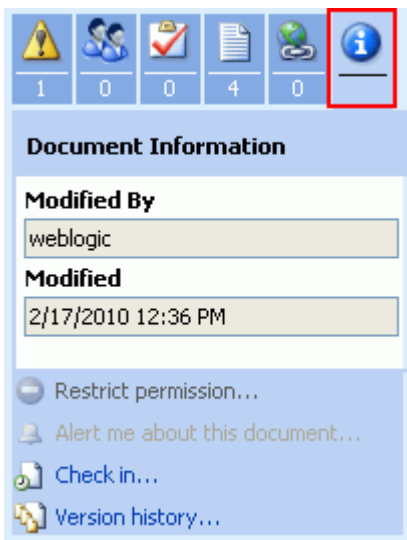 1 0 0 4 0
Document Information
Modified By
weblogic
Modified
2/17/2010 12:36 PM
Restrict permission...
Alert me about this document...
Check in...
Version history...